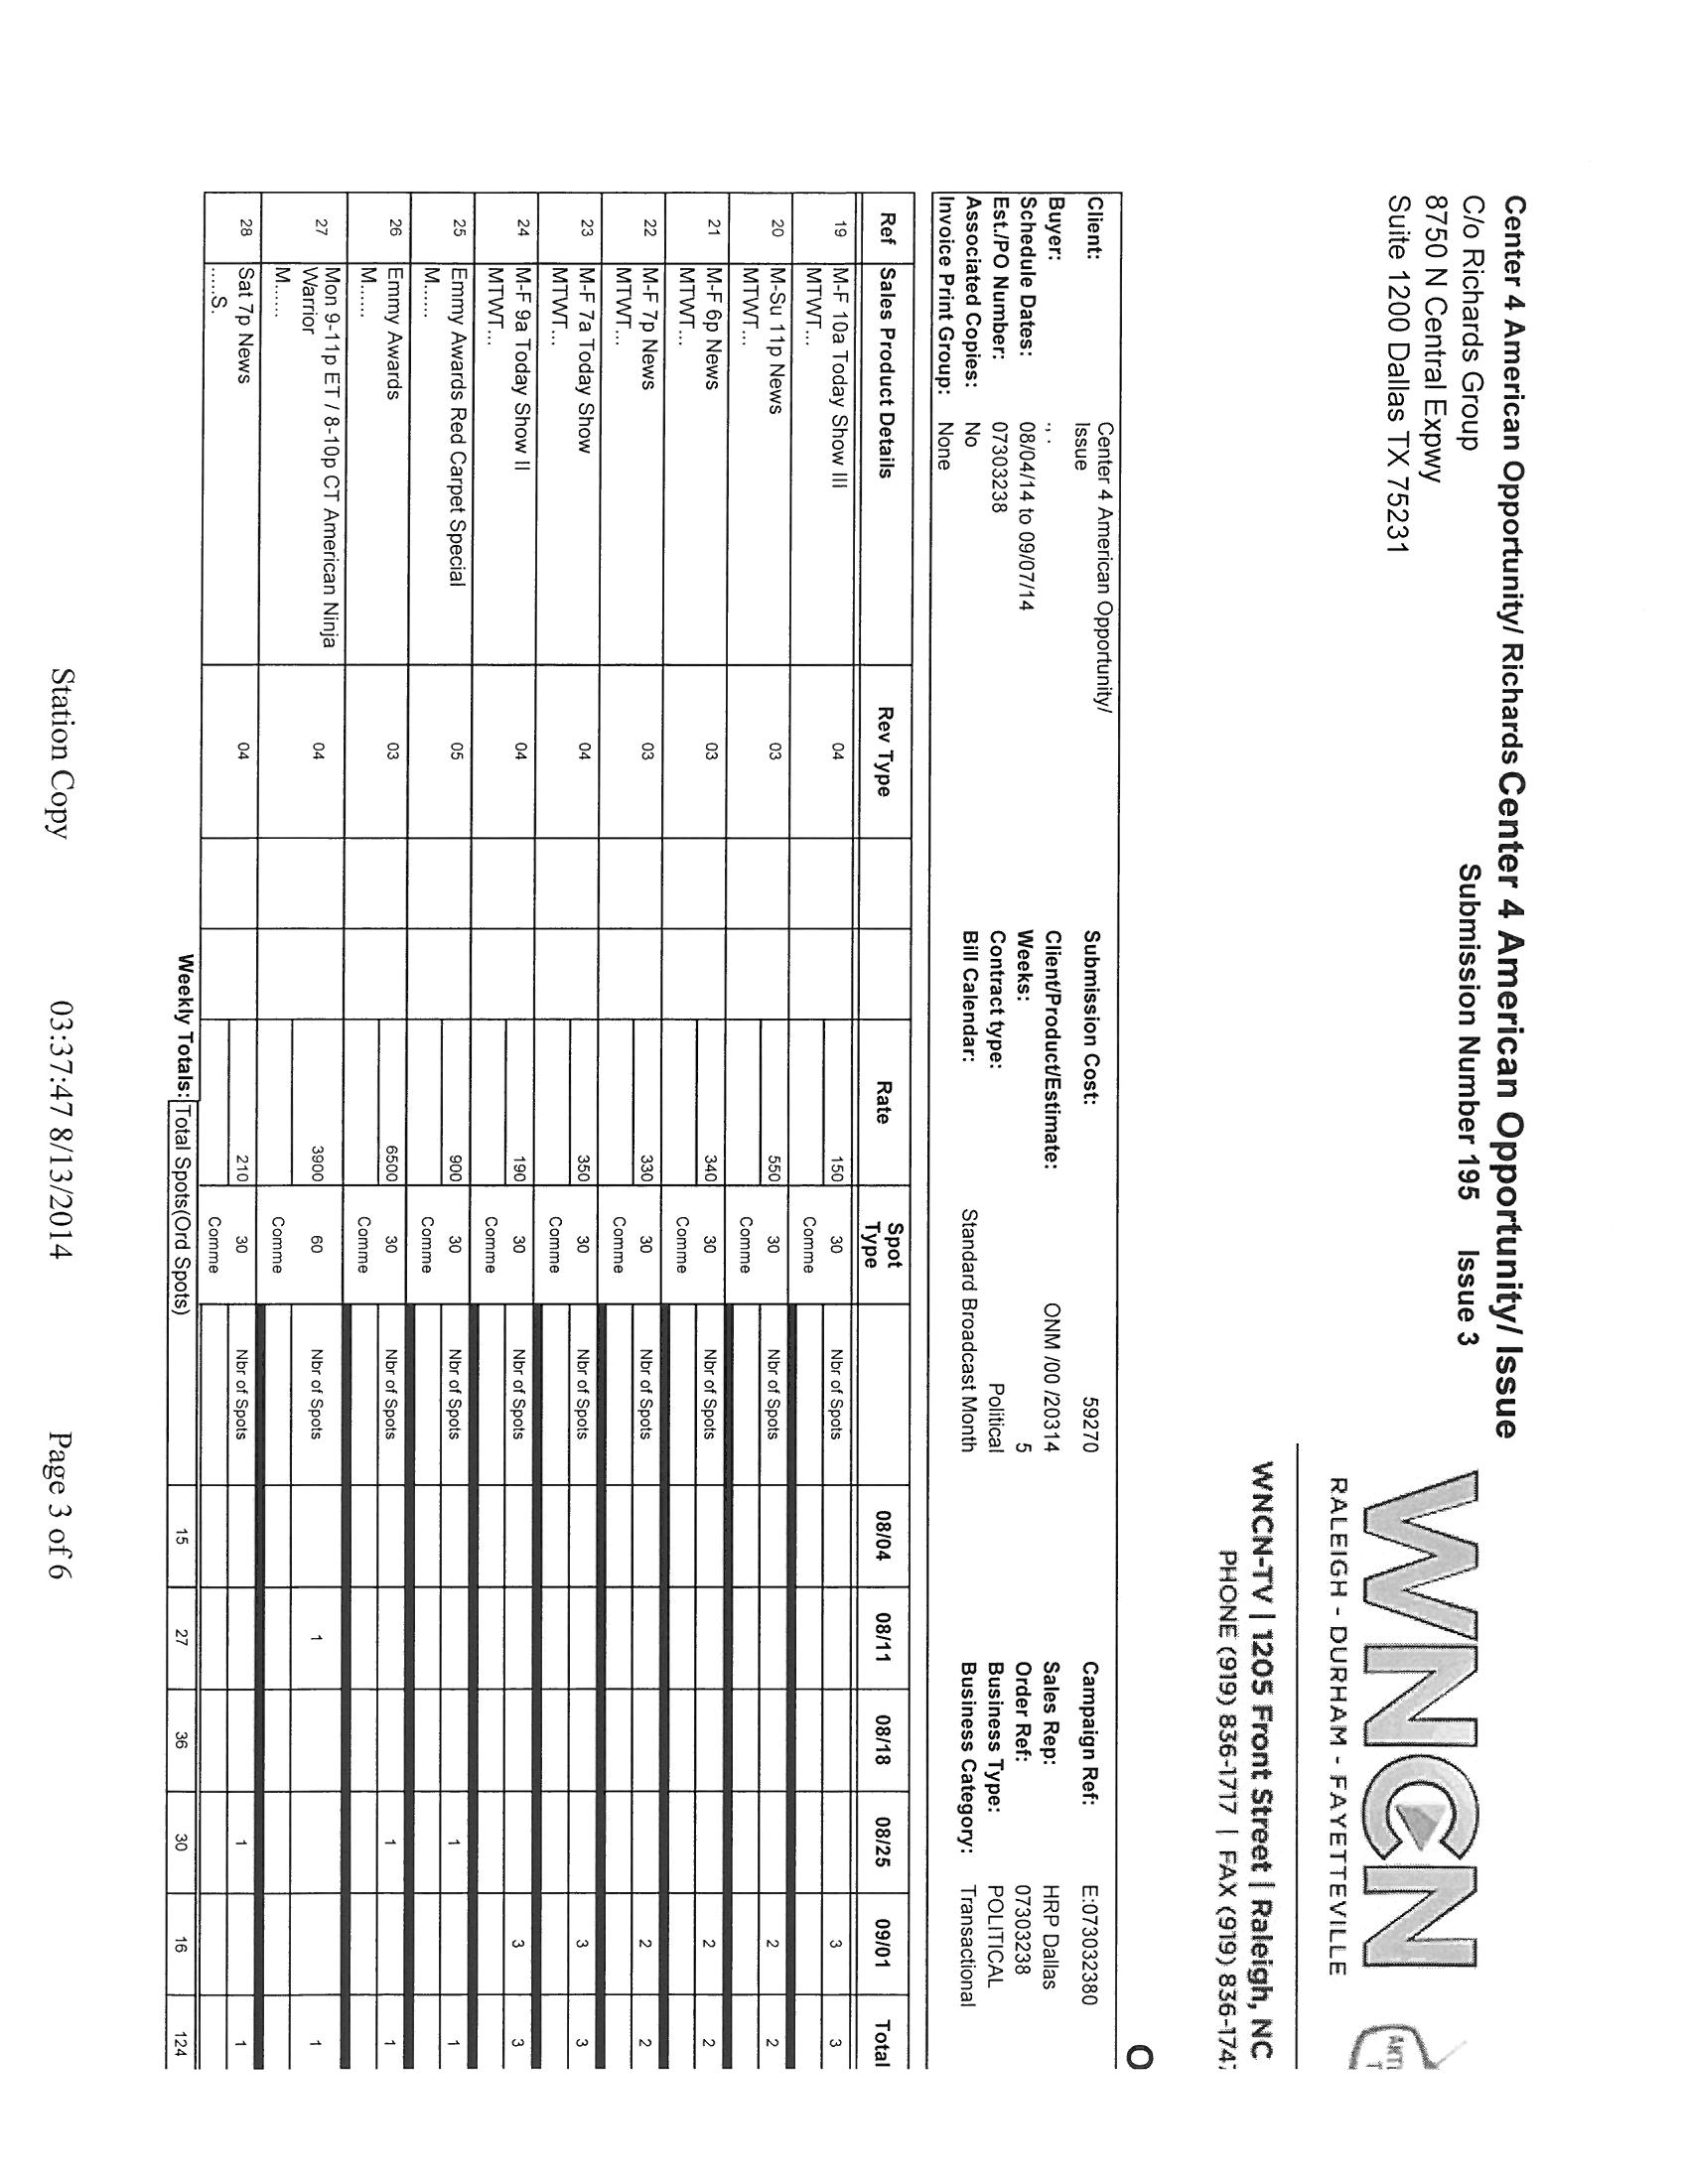 Center 4 American Opportunity/ Richards Center 4 American Opportunity/ Issue
C/o Richards Group
8750 N Central Expwy
Suite 1200 Dallas TX 75231
Submission Number 195 Issue 3
WNCN
RALEIGH - DURHAM - FAYETTEVILLE
WNCN-TV | 1205 Front Street | Raleigh, NC
PHONE (919) 836-1717 | FAX (919) 836-174
O
Client: Center 4 American Opportunity/ Issue
Buyer: ., .
Schedule Dates: 08/04/14 to 09/07/14
Est./PO Number: 07303238
Associated Copies: No
Invoice Print Group: None
Submission Cost: 59270
Client/Product/Estimate: ONM /00 /20314
Weeks: 5
Contract type: Political
Bill Calendar: Standard Broadcast Month
Campaign Ref: E:073032380
Sales Rep: HRP Dallas
Order Ref: 07303238
Business Type: POLITICAL
Business Category: Transactional
Ref Sales Product Details Rev Type Rate Spot Type 08/04 08/11 08/18 08/25 09/01 Total
19 M-F 10a Today Show III 04 150 30 Nbr of Spots 3 3
MTWT... Comme
20 M-Su 11p News 03 550 30 Nbr of Spots 2 2
MTWT... Comme
21 M-F 6p News 03 340 30 Nbr of Spots 2 2
MTWT... Comme
22 M-F 7p News 03 330 30 Nbr of Spots 2 2
MTWT... Comme
23 M-F 7a Today Show 04 350 30 Nbr of Spots 3 3
MTWT... Comme
24 M-F 9a Today Show II 04 190 30 Nbr of Spots 3 3
MTWT... Comme
25 Emmy Awards Red Carpet Special 05 900 30 Nbr of Spots 1 1
M...... Comme
26 Emmy Awards 03 6500 30 Nbr of Spots 1 1
M...... Comme
27 Mon 9-11p ET / 8-10p CT American Ninja 04 3900 60 Nbr of Spots 1 1
Warrior
M...... Comme
28 Sat 7p News 04 210 30 Nbr of Spots 1 1
.....S. Comme
Weekly Totals: Total Spots(Ord Spots) 15 27 36 30 16 124
Station Copy 03:37:47 8/13/2014 Page 3 of 6